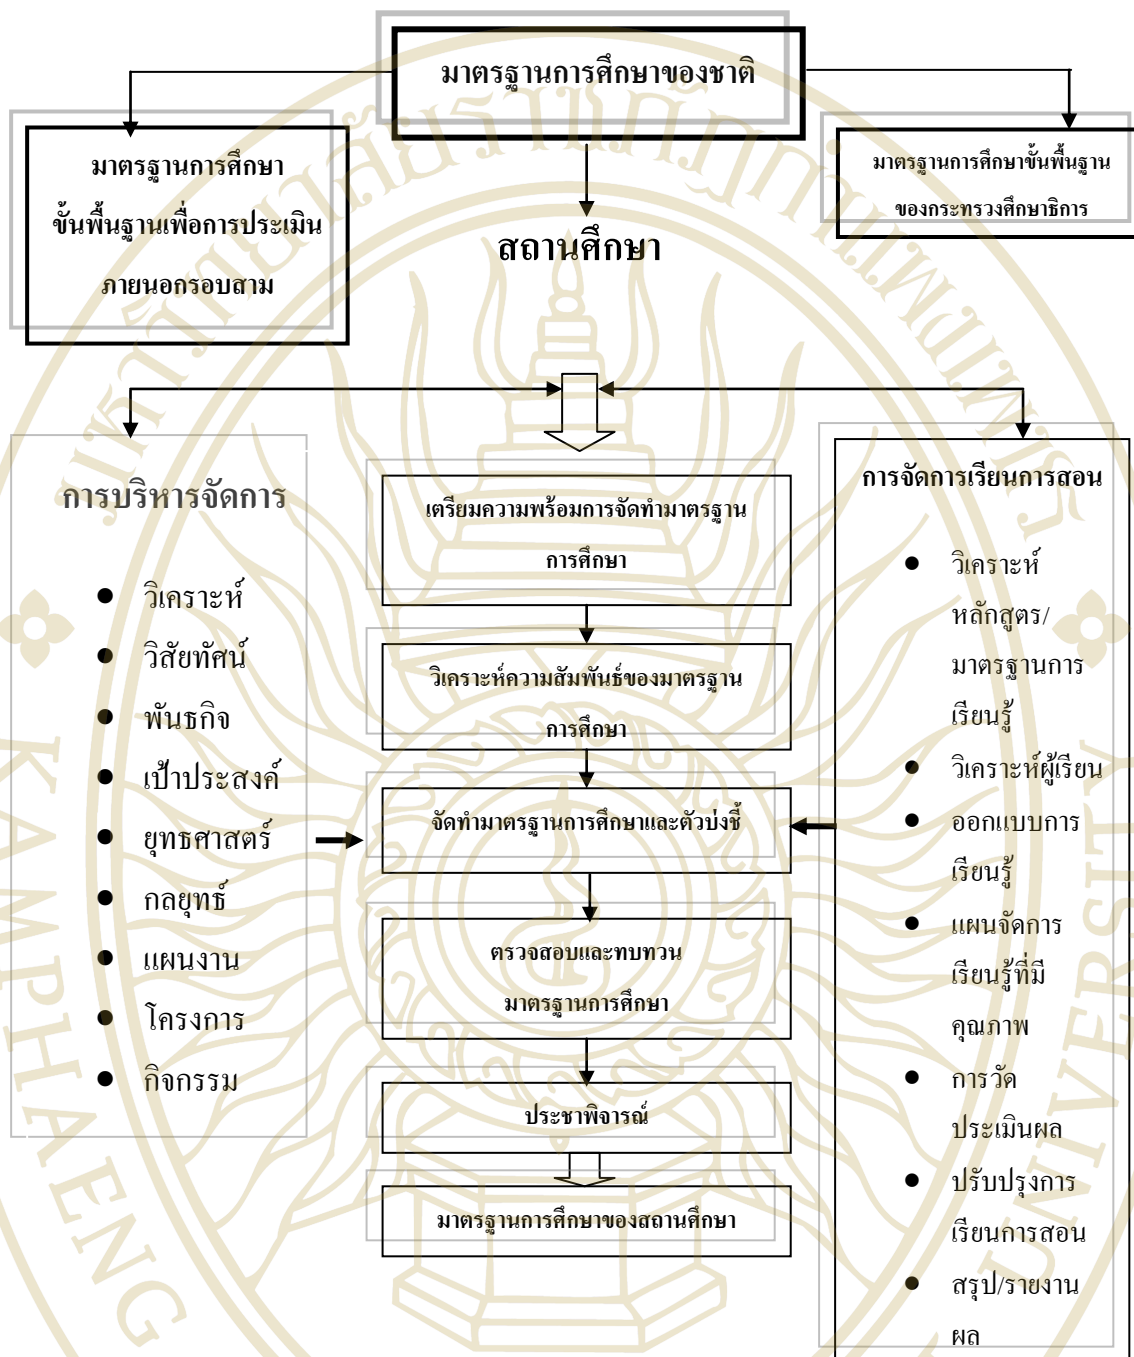 มาตรฐานการศึกษาของชาติ
มาตรฐานการศึกษา
ขั้นพื้นฐานเพื่อการประเมิน
ภายนอกรอบสาม
มาตรฐานการศึกษาขั้นพื้นฐาน
ของกระทรวงศึกษาธิการ
สถานศึกษา
การบริหารจัดการ
● วิเคราะห์
● วิสัยทัศน์
● พันธกิจ
● เป้าประสงค์
● ยุทธศาสตร์
● กลยุทธ์
● แผนงาน
● โครงการ
● กิจกรรม
เตรียมความพร้อมการจัดทำมาตรฐาน
การศึกษา
วิเคราะห์ความสัมพันธ์ของมาตรฐาน
การศึกษา
จัดทำมาตรฐานการศึกษาและตัวบ่งชี้
ตรวจสอบและทบทวน
มาตรฐานการศึกษา
ประชาพิจารณ์
มาตรฐานการศึกษาของสถานศึกษา
การจัดการเรียนการสอน
● วิเคราะห์
หลักสูตร/
มาตรฐานการ
เรียนรู้
● วิเคราะห์ผู้เรียน
● ออกแบบการ
เรียนรู้
● แผนจัดการ
เรียนรู้ที่มี
คุณภาพ
● การวัด
ประเมินผล
● ปรับปรุงการ
เรียนการสอน
● สรุป/รายงาน
ผล
มหาวิทยาลัยราชภัฏกำแพงเพชร
KAMPHAENG
UNIVERSITY